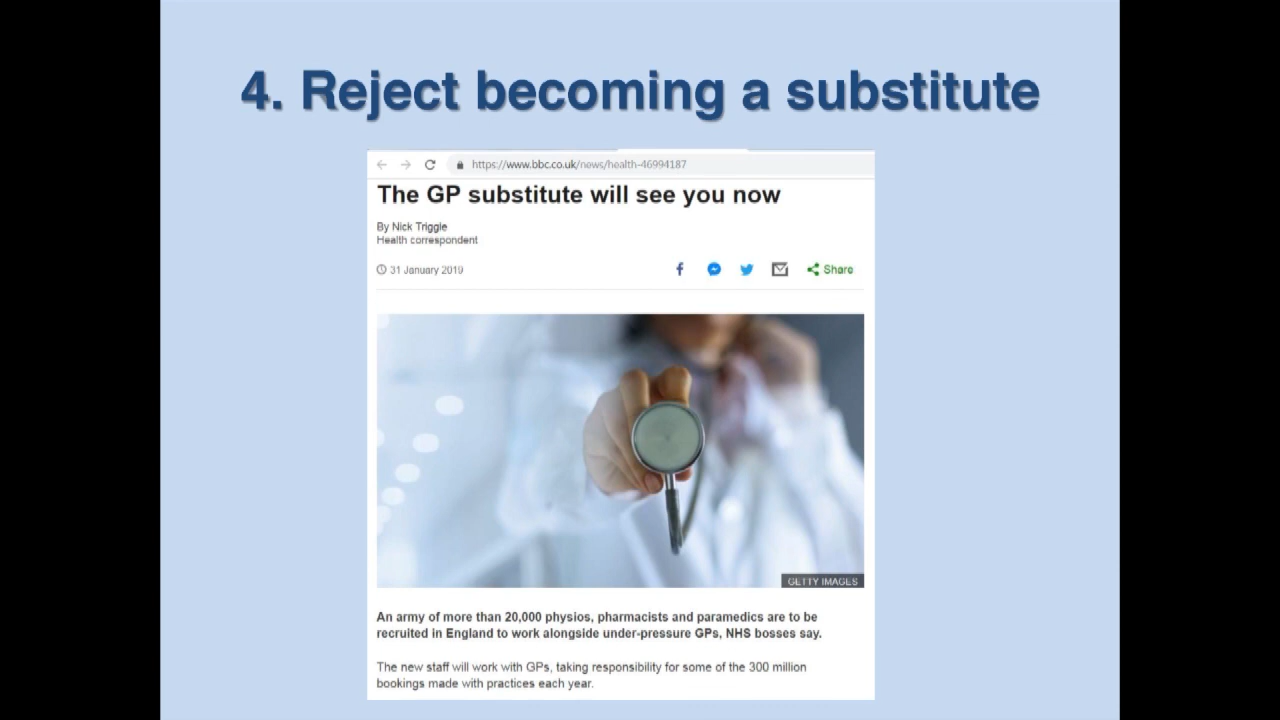 4. Reject becoming a substitute
https://www.bbc.co.uk/news/health-46994187
The GP substitute will see you now
By Nick Triggle
Health correspondent
31 January 2019
Share
GETTY IMAGES
An army of more than 20,000 physios, pharmacists and paramedics are to be
recruited in England to work alongside under-pressure GPs, NHS bosses say.
The new staff will work with GPs, taking responsibility for some of the 300 million
bookings made with practices each year.